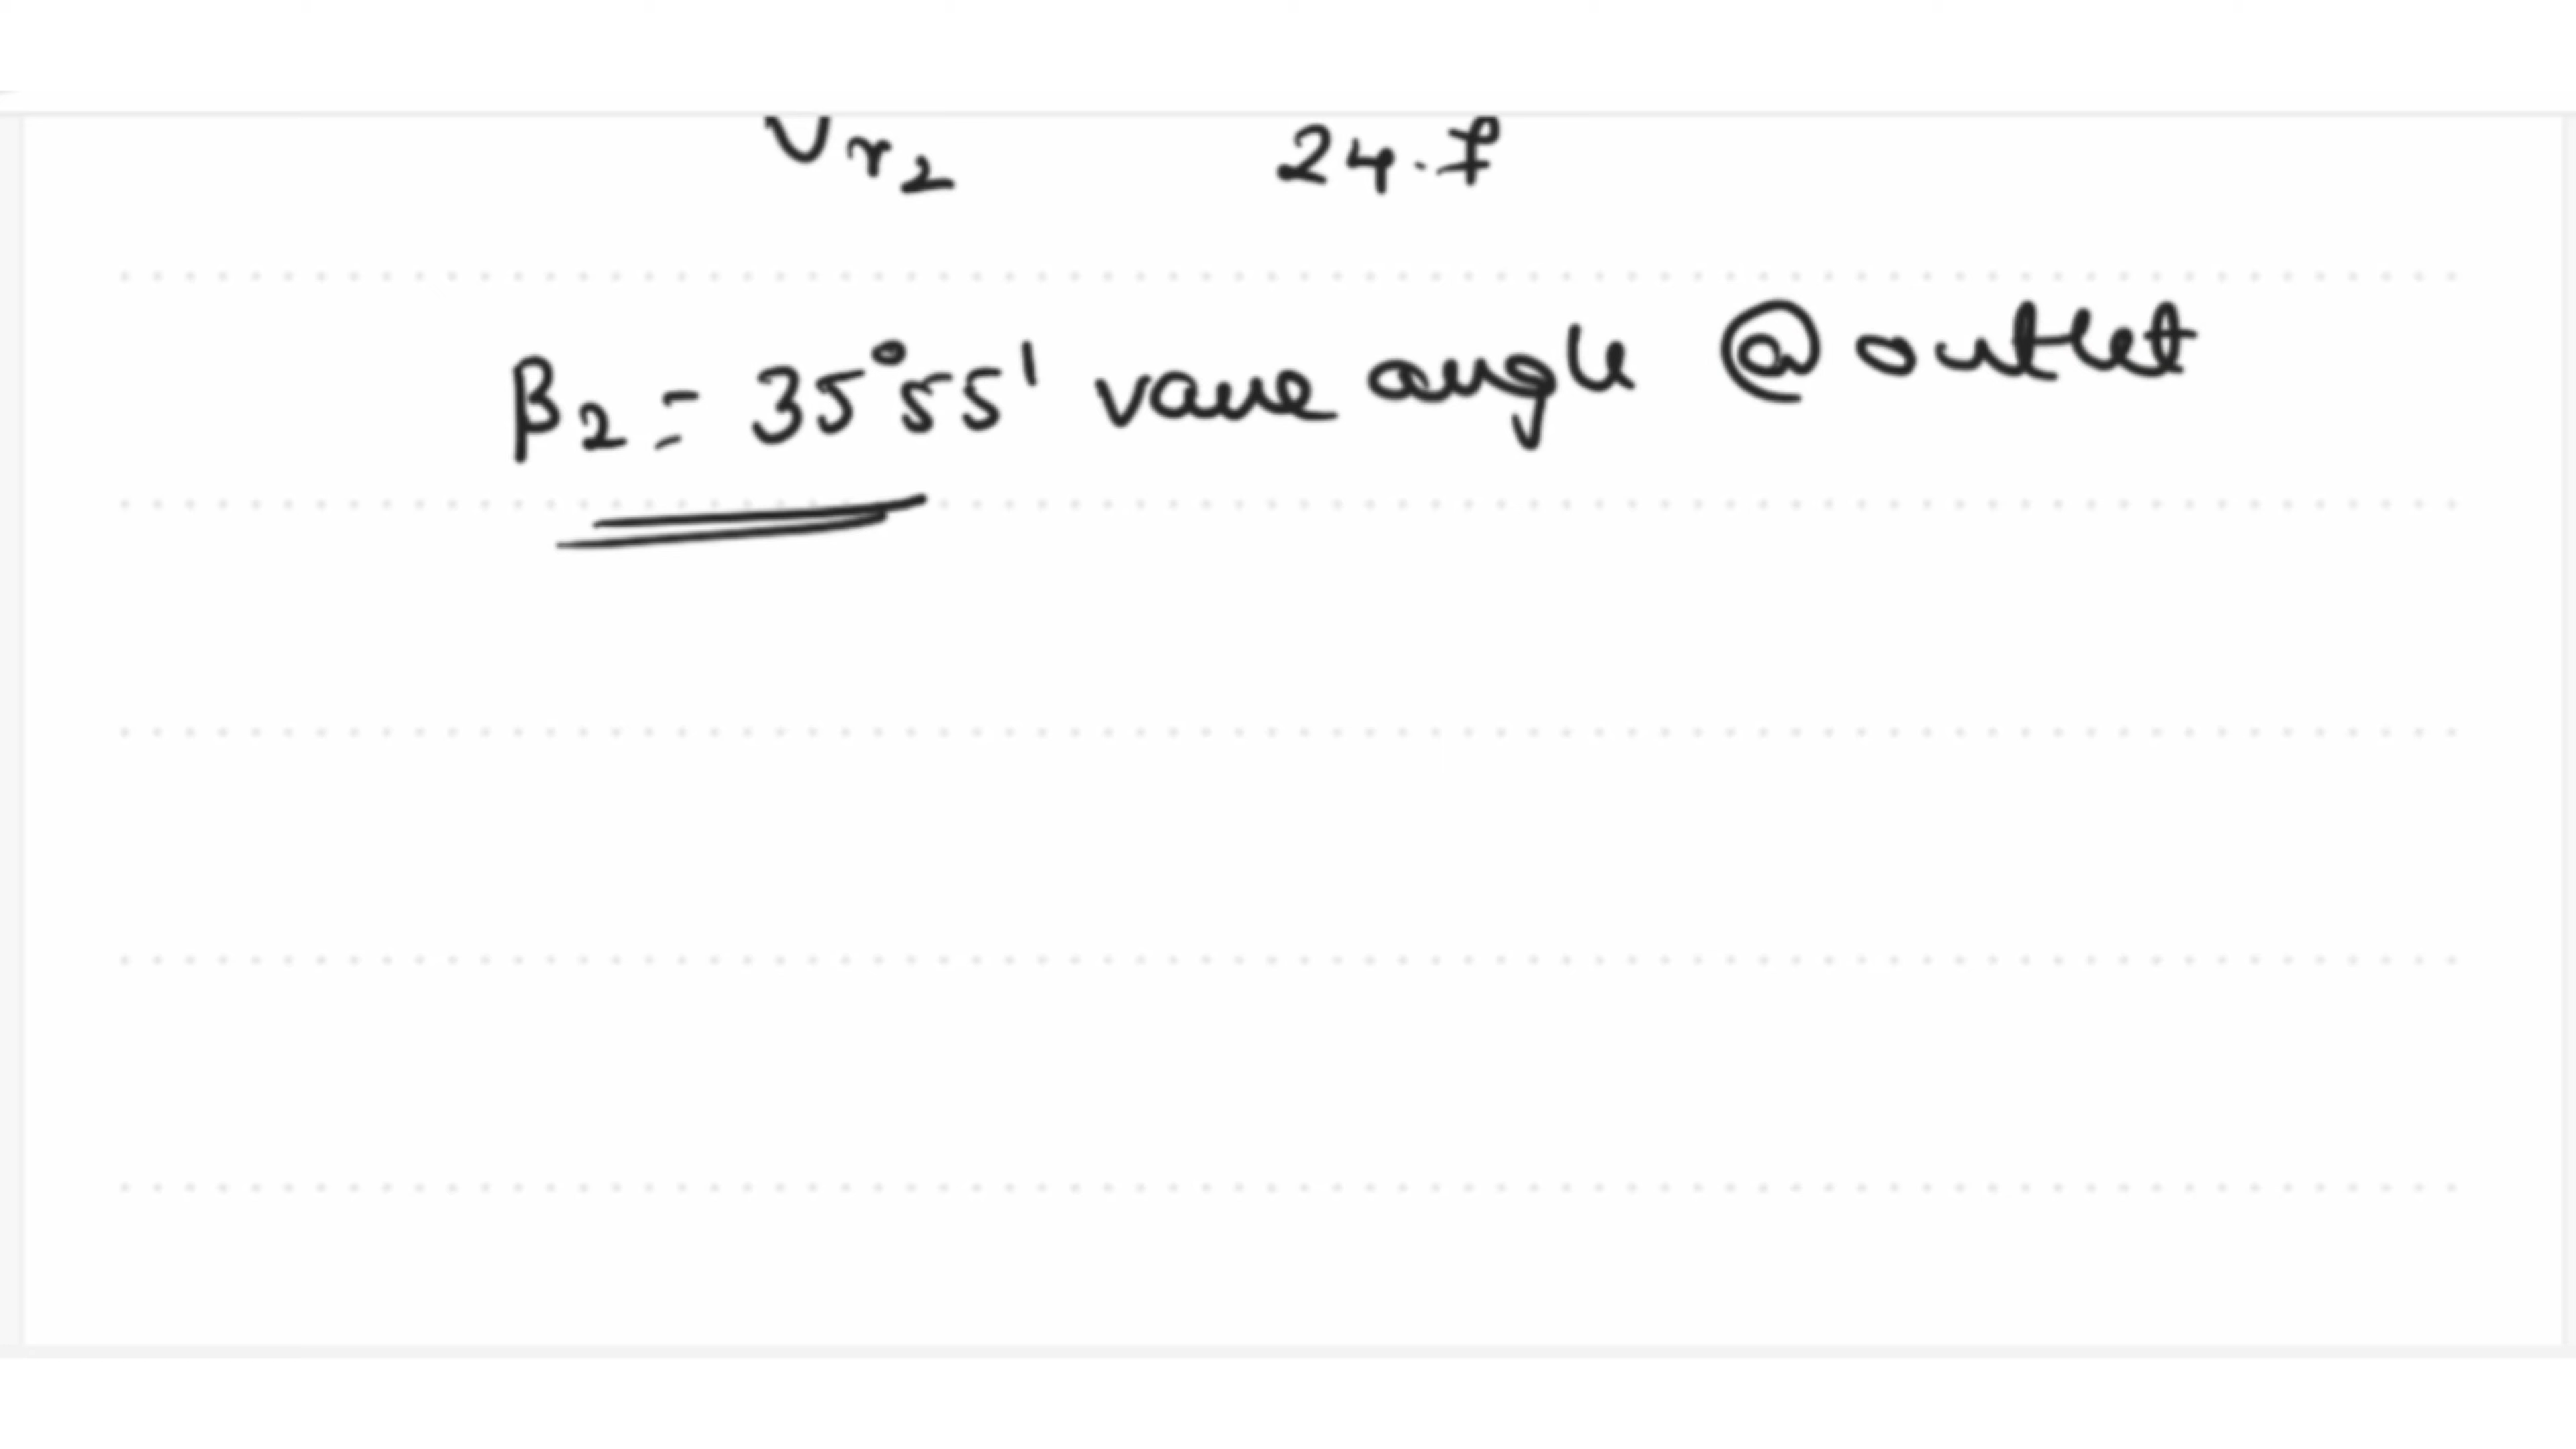 Vr₂ 24.7
β₂ = 35°55' vane angle @ outlet